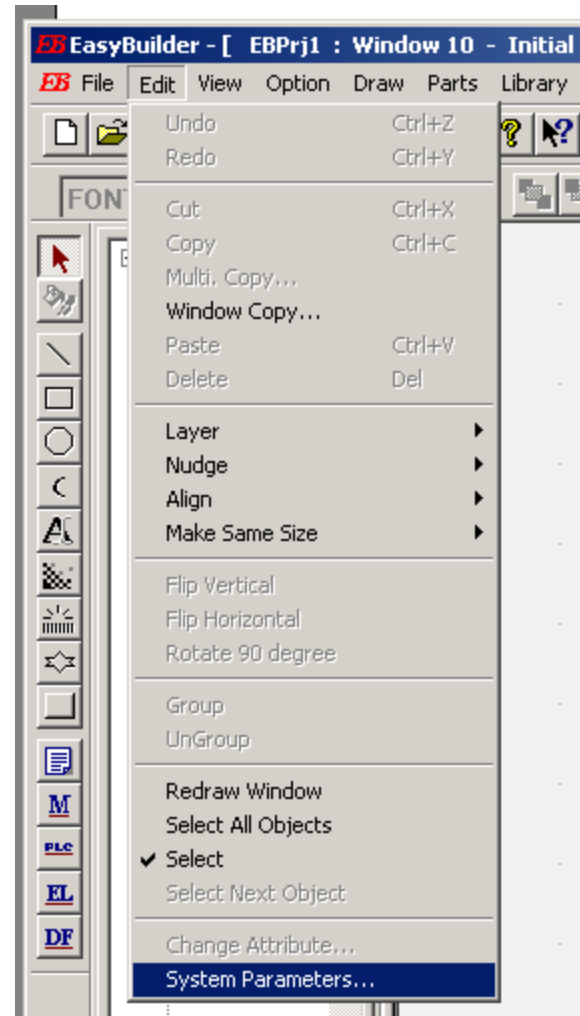 EB EasyBuilder - [ EBPrj1 : Window 10 - Initial
EB File Edit View Option Draw Parts Library
FON
Undo Ctrl+Z
Redo Ctrl+Y
Cut Ctrl+X
Copy Ctrl+C
Multi. Copy...
Window Copy...
Paste Ctrl+V
Delete Del
Layer
Nudge
Align
Make Same Size
Flip Vertical
Flip Horizontal
Rotate 90 degree
Group
UnGroup
Redraw Window
Select All Objects
Select
Select Next Object
Change Attribute...
System Parameters...
A
M
PLC
EL
DF